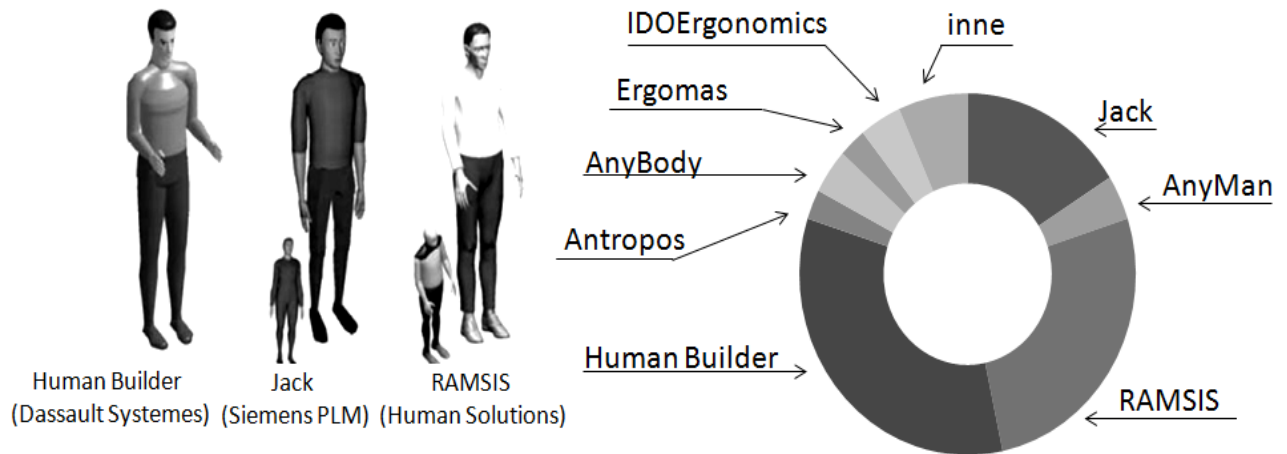 Human Builder
(Dassault Systemes)
Jack
(Siemens PLM)
RAMSIS
(Human Solutions)
IDOErgonomics
inne
Ergomas
Jack
AnyBody
AnyMan
Antropos
Human Builder
RAMSIS